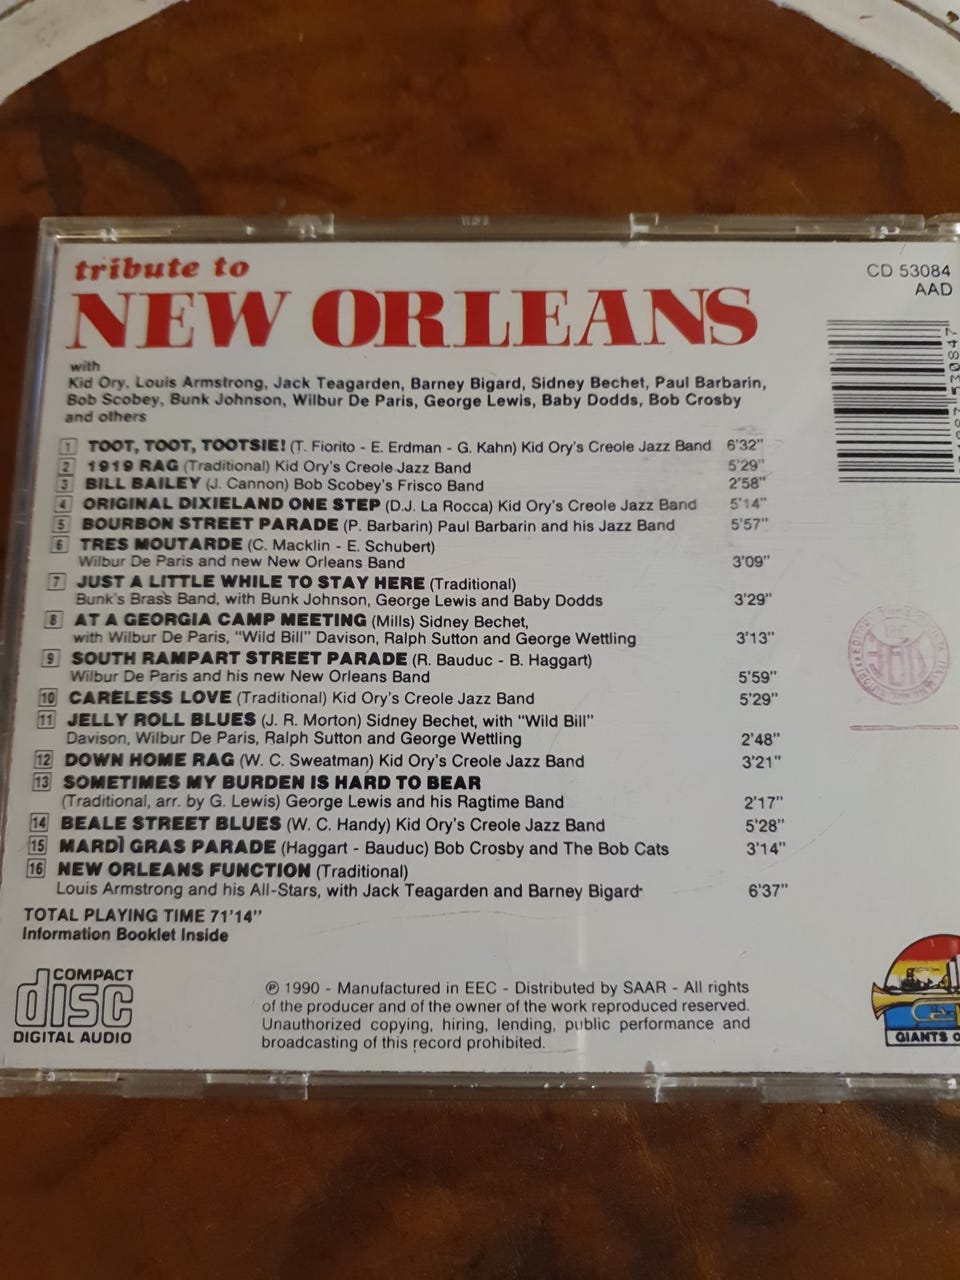 tribute to
NEW ORLEANS
CD 53084
AAD
with
Kid Ory, Louis Armstrong, Jack Teagarden, Barney Bigard, Sidney Bechet, Paul Barbarin,
Bob Scobey, Bunk Johnson, Wilbur De Paris, George Lewis, Baby Dodds, Bob Crosby
and others
1 TOOT, TOOT, TOOTSIE! (T. Fiorito - E. Erdman - G. Kahn) Kid Ory's Creole Jazz Band 6'32"
2 1919 RAG (Traditional) Kid Ory's Creole Jazz Band 5'29"
3 BILL BAILEY (J. Cannon) Bob Scobey's Frisco Band 2'58"
4 ORIGINAL DIXIELAND ONE STEP (D.J. La Rocca) Kid Ory's Creole Jazz Band 5'14"
5 BOURBON STREET PARADE (P. Barbarin) Paul Barbarin and his Jazz Band 5'57"
6 TRES MOUTARDE (C. Macklin - E. Schubert)
Wilbur De Paris and new New Orleans Band 3'09"
7 JUST A LITTLE WHILE TO STAY HERE (Traditional)
Bunk's Brass Band, with Bunk Johnson, George Lewis and Baby Dodds 3'29"
8 AT A GEORGIA CAMP MEETING (Mills) Sidney Bechet,
with Wilbur De Paris, "Wild Bill" Davison, Ralph Sutton and George Wettling 3'13"
9 SOUTH RAMPART STREET PARADE (R. Bauduc - B. Haggart)
Wilbur De Paris and his new New Orleans Band 5'59"
10 CARELESS LOVE (Traditional) Kid Ory's Creole Jazz Band 5'29"
11 JELLY ROLL BLUES (J. R. Morton) Sidney Bechet, with "Wild Bill"
Davison, Wilbur De Paris, Ralph Sutton and George Wettling 2'48"
12 DOWN HOME RAG (W. C. Sweatman) Kid Ory's Creole Jazz Band 3'21"
13 SOMETIMES MY BURDEN IS HARD TO BEAR
(Traditional, arr. by G. Lewis) George Lewis and his Ragtime Band 2'17"
14 BEALE STREET BLUES (W. C. Handy) Kid Ory's Creole Jazz Band 5'28"
15 MARDÌ GRAS PARADE (Haggart - Bauduc) Bob Crosby and The Bob Cats 3'14"
16 NEW ORLEANS FUNCTION (Traditional)
Louis Armstrong and his All-Stars, with Jack Teagarden and Barney Bigard 6'37"
TOTAL PLAYING TIME 71'14"
Information Booklet Inside
COMPACT
disc
DIGITAL AUDIO
℗ 1990 - Manufactured in EEC - Distributed by SAAR - All rights
of the producer and of the owner of the work reproduced reserved.
Unauthorized copying, hiring, lending, public performance and
broadcasting of this record prohibited.
GIANTS